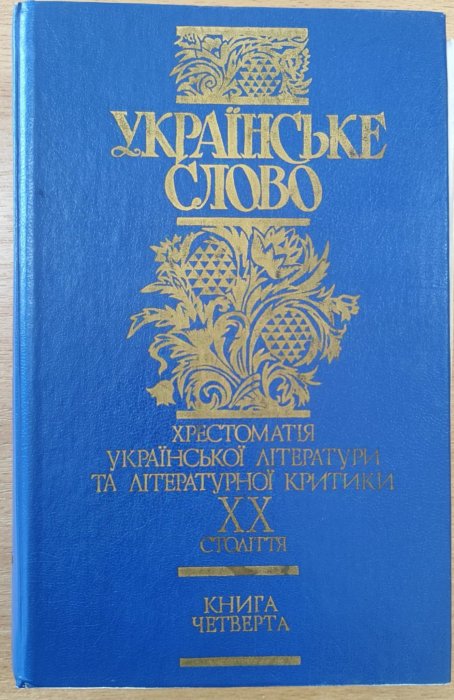 УКРАЇНСЬКЕ
СЛОВО
ХРЕСТОМАТІЯ
УКРАЇНСЬКОЇ ЛІТЕРАТУРИ
ТА ЛІТЕРАТУРНОЇ КРИТИКИ
XX
СТОЛІТТЯ
КНИГА
ЧЕТВЕРТА